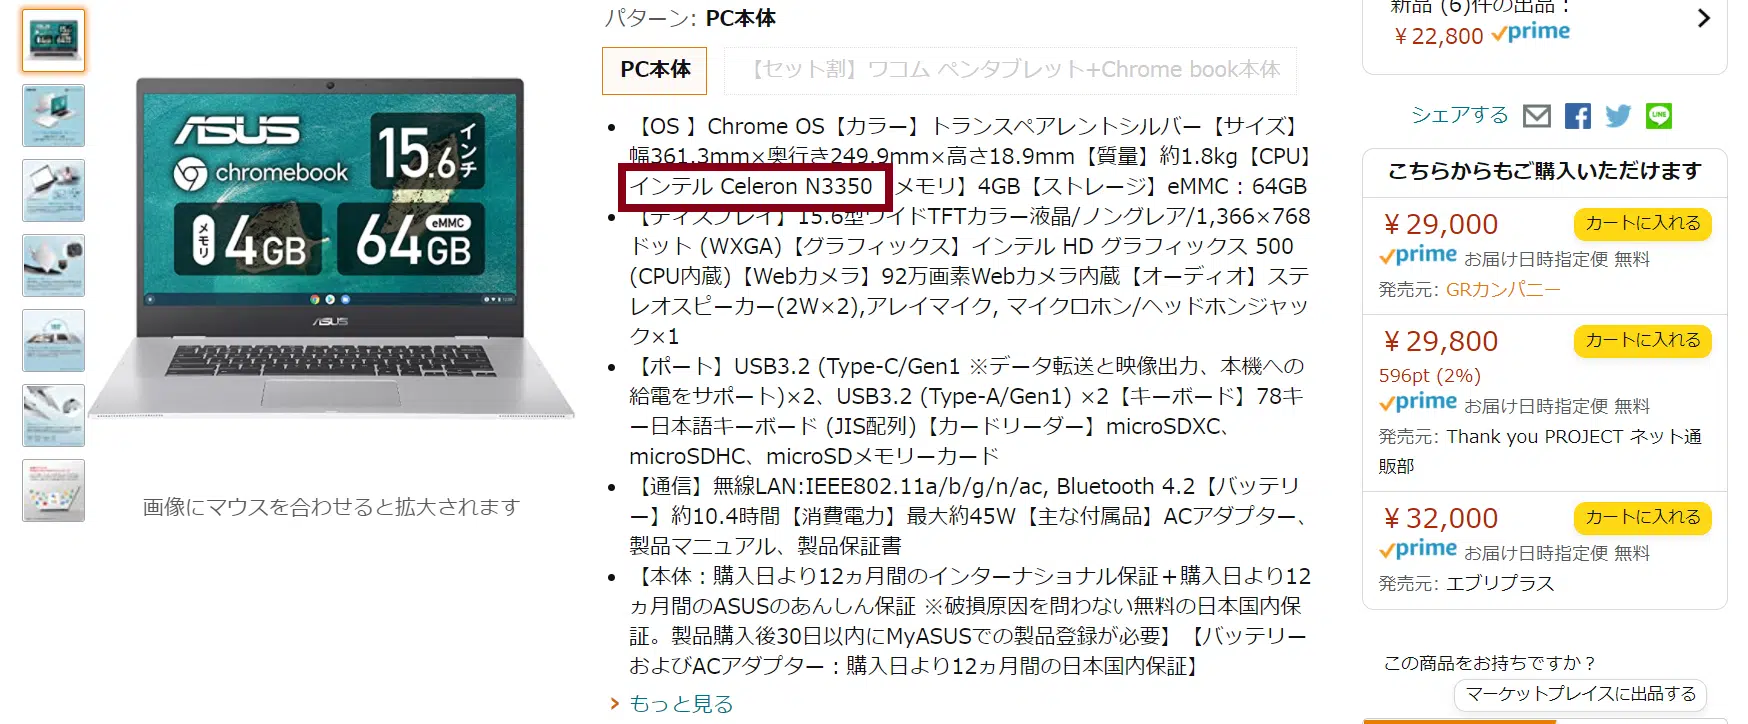 パターン: PC本体
PC本体
【セット割】ワコム ペンタブレット+Chrome book本体
ASUS
chromebook
15.6インチ
メモリ 4GB
eMMC 64GB
ASUS
画像にマウスを合わせると拡大されます
【OS 】Chrome OS【カラー】トランスペアレントシルバー【サイズ】
幅361.3mm×奥行き249.9mm×高さ18.9mm【質量】約1.8kg【CPU】
インテル Celeron N3350 メモリ】4GB【ストレージ】eMMC : 64GB
【ディスプレイ】15.6型ワイドTFTカラー液晶/ノングレア/1,366×768
ドット (WXGA)【グラフィックス】インテル HD グラフィックス 500
(CPU内蔵)【Webカメラ】92万画素Webカメラ内蔵【オーディオ】ステ
レオスピーカー(2W×2),アレイマイク, マイクロホン/ヘッドホンジャッ
ク×1
【ポート】USB3.2 (Type-C/Gen1 ※データ転送と映像出力、本機への
給電をサポート)×2、USB3.2 (Type-A/Gen1) ×2【キーボード】78キ
ー日本語キーボード (JIS配列)【カードリーダー】microSDXC、
microSDHC、microSDメモリーカード
【通信】無線LAN:IEEE802.11a/b/g/n/ac, Bluetooth 4.2【バッテリ
ー】約10.4時間【消費電力】最大約45W【主な付属品】ACアダプター、
製品マニュアル、製品保証書
【本体：購入日より12ヵ月間のインターナショナル保証＋購入日より12
ヵ月間のASUSのあんしん保証 ※破損原因を問わない無料の日本国内保
証。製品購入後30日以内にMyASUSでの製品登録が必要】【バッテリー
およびACアダプター：購入日より12ヵ月間の日本国内保証】
もっと見る
新品 (6)件の出品：
￥22,800 prime
シェアする
こちらからもご購入いただけます
￥29,000 カートに入れる
prime お届け日時指定便 無料
発売元: GRカンパニー
￥29,800 カートに入れる
596pt (2%)
prime お届け日時指定便 無料
発売元: Thank you PROJECT ネット通
販部
￥32,000 カートに入れる
prime お届け日時指定便 無料
発売元: エブリプラス
この商品をお持ちですか？
マーケットプレイスに出品する